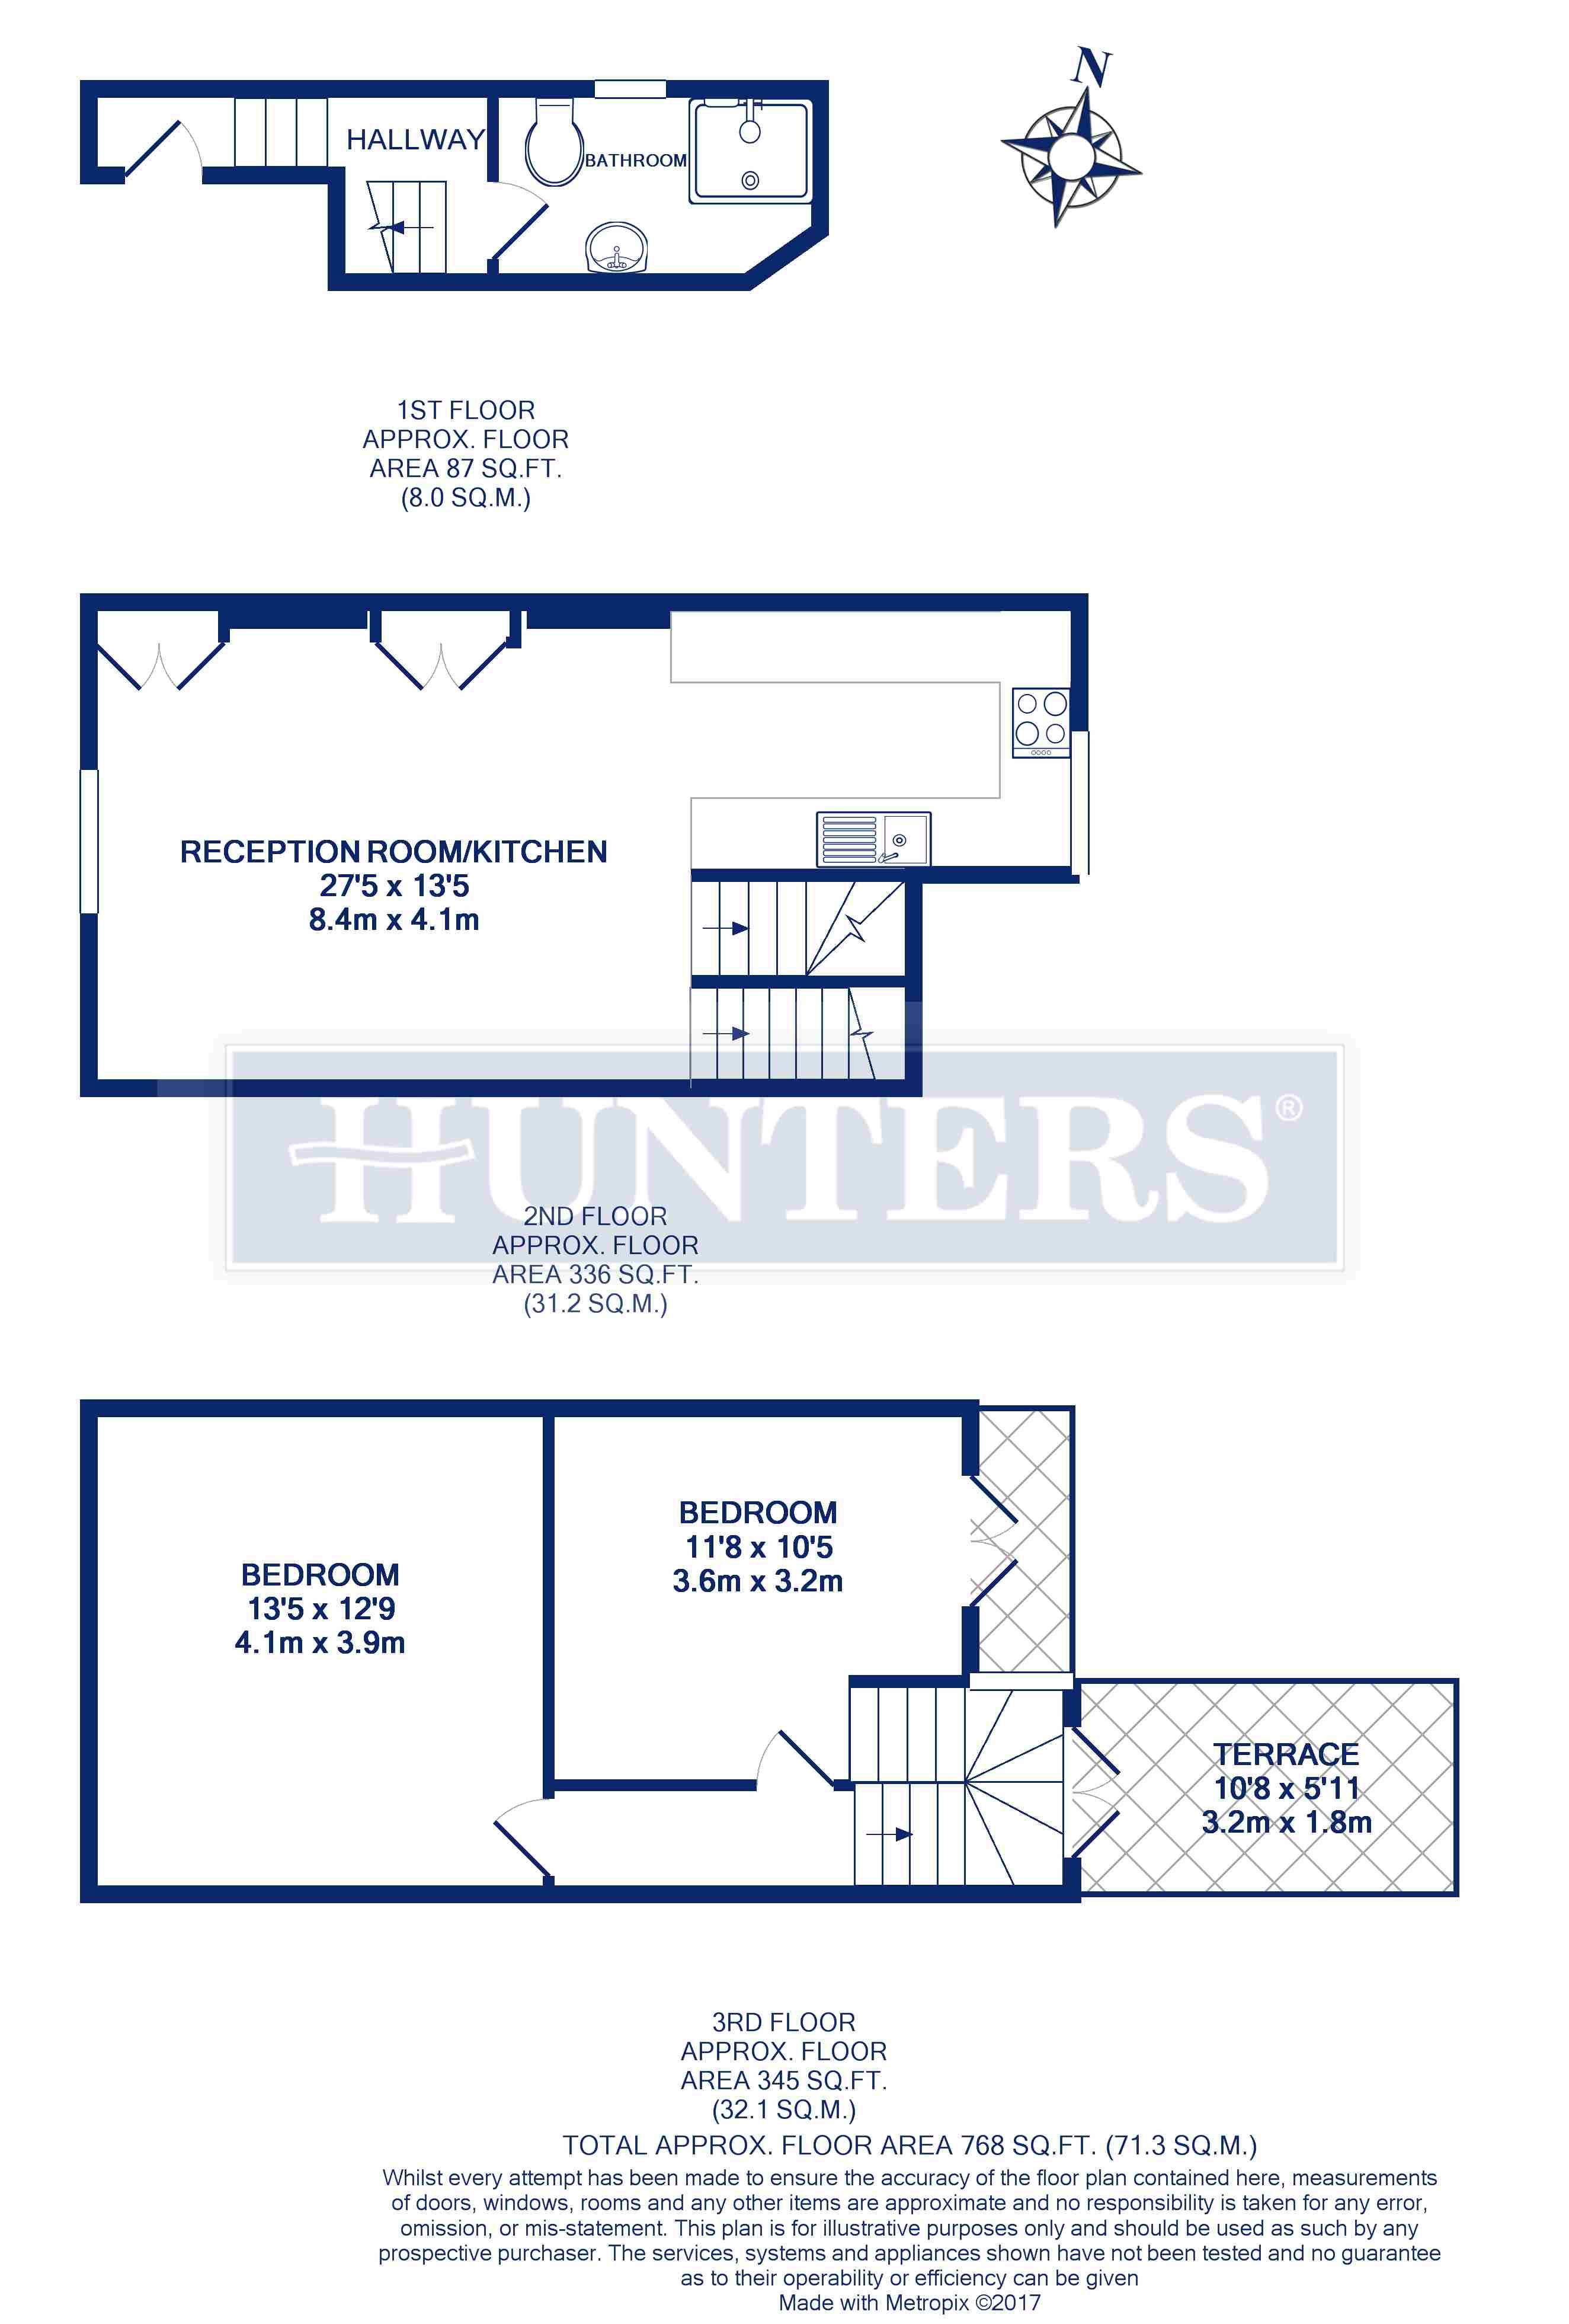 N
HALLWAY
BATHROOM
1ST FLOOR
APPROX. FLOOR
AREA 87 SQ.FT.
(8.0 SQ.M.)
RECEPTION ROOM/KITCHEN
27'5 x 13'5
8.4m x 4.1m
HUNTERS®
2ND FLOOR
APPROX. FLOOR
AREA 336 SQ.FT.
(31.2 SQ.M.)
BEDROOM
11'8 x 10'5
3.6m x 3.2m
BEDROOM
13'5 x 12'9
4.1m x 3.9m
TERRACE
10'8 x 5'11
3.2m x 1.8m
3RD FLOOR
APPROX. FLOOR
AREA 345 SQ.FT.
(32.1 SQ.M.)
TOTAL APPROX. FLOOR AREA 768 SQ.FT. (71.3 SQ.M.)
Whilst every attempt has been made to ensure the accuracy of the floor plan contained here, measurements
of doors, windows, rooms and any other items are approximate and no responsibility is taken for any error,
omission, or mis-statement. This plan is for illustrative purposes only and should be used as such by any
prospective purchaser. The services, systems and appliances shown have not been tested and no guarantee
as to their operability or efficiency can be given
Made with Metropix ©2017